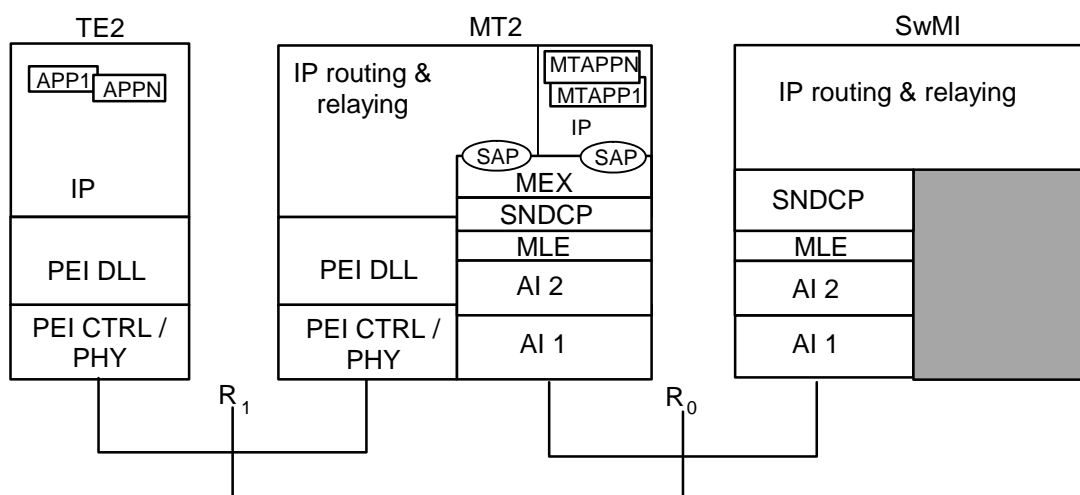 TE2
MT2
SwMI
APP1
APPN
IP
PEI DLL
PEI CTRL /
PHY
IP routing &
relaying
MTAPPN
MTAPP1
IP
SAP
SAP
MEX
SNDCP
MLE
AI 2
AI 1
PEI DLL
PEI CTRL /
PHY
IP routing & relaying
SNDCP
MLE
AI 2
AI 1
R1
R0